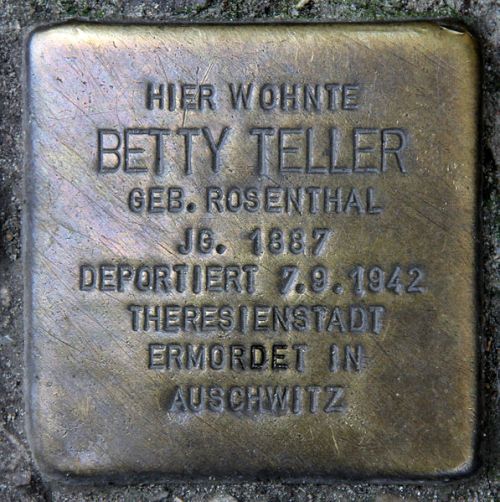 HIER WOHNTE
BETTY TELLER
GEB. ROSENTHAL
JG. 1887
DEPORTIERT 7.9.1942
THERESIENSTADT
ERMORDET IN
AUSCHWITZ